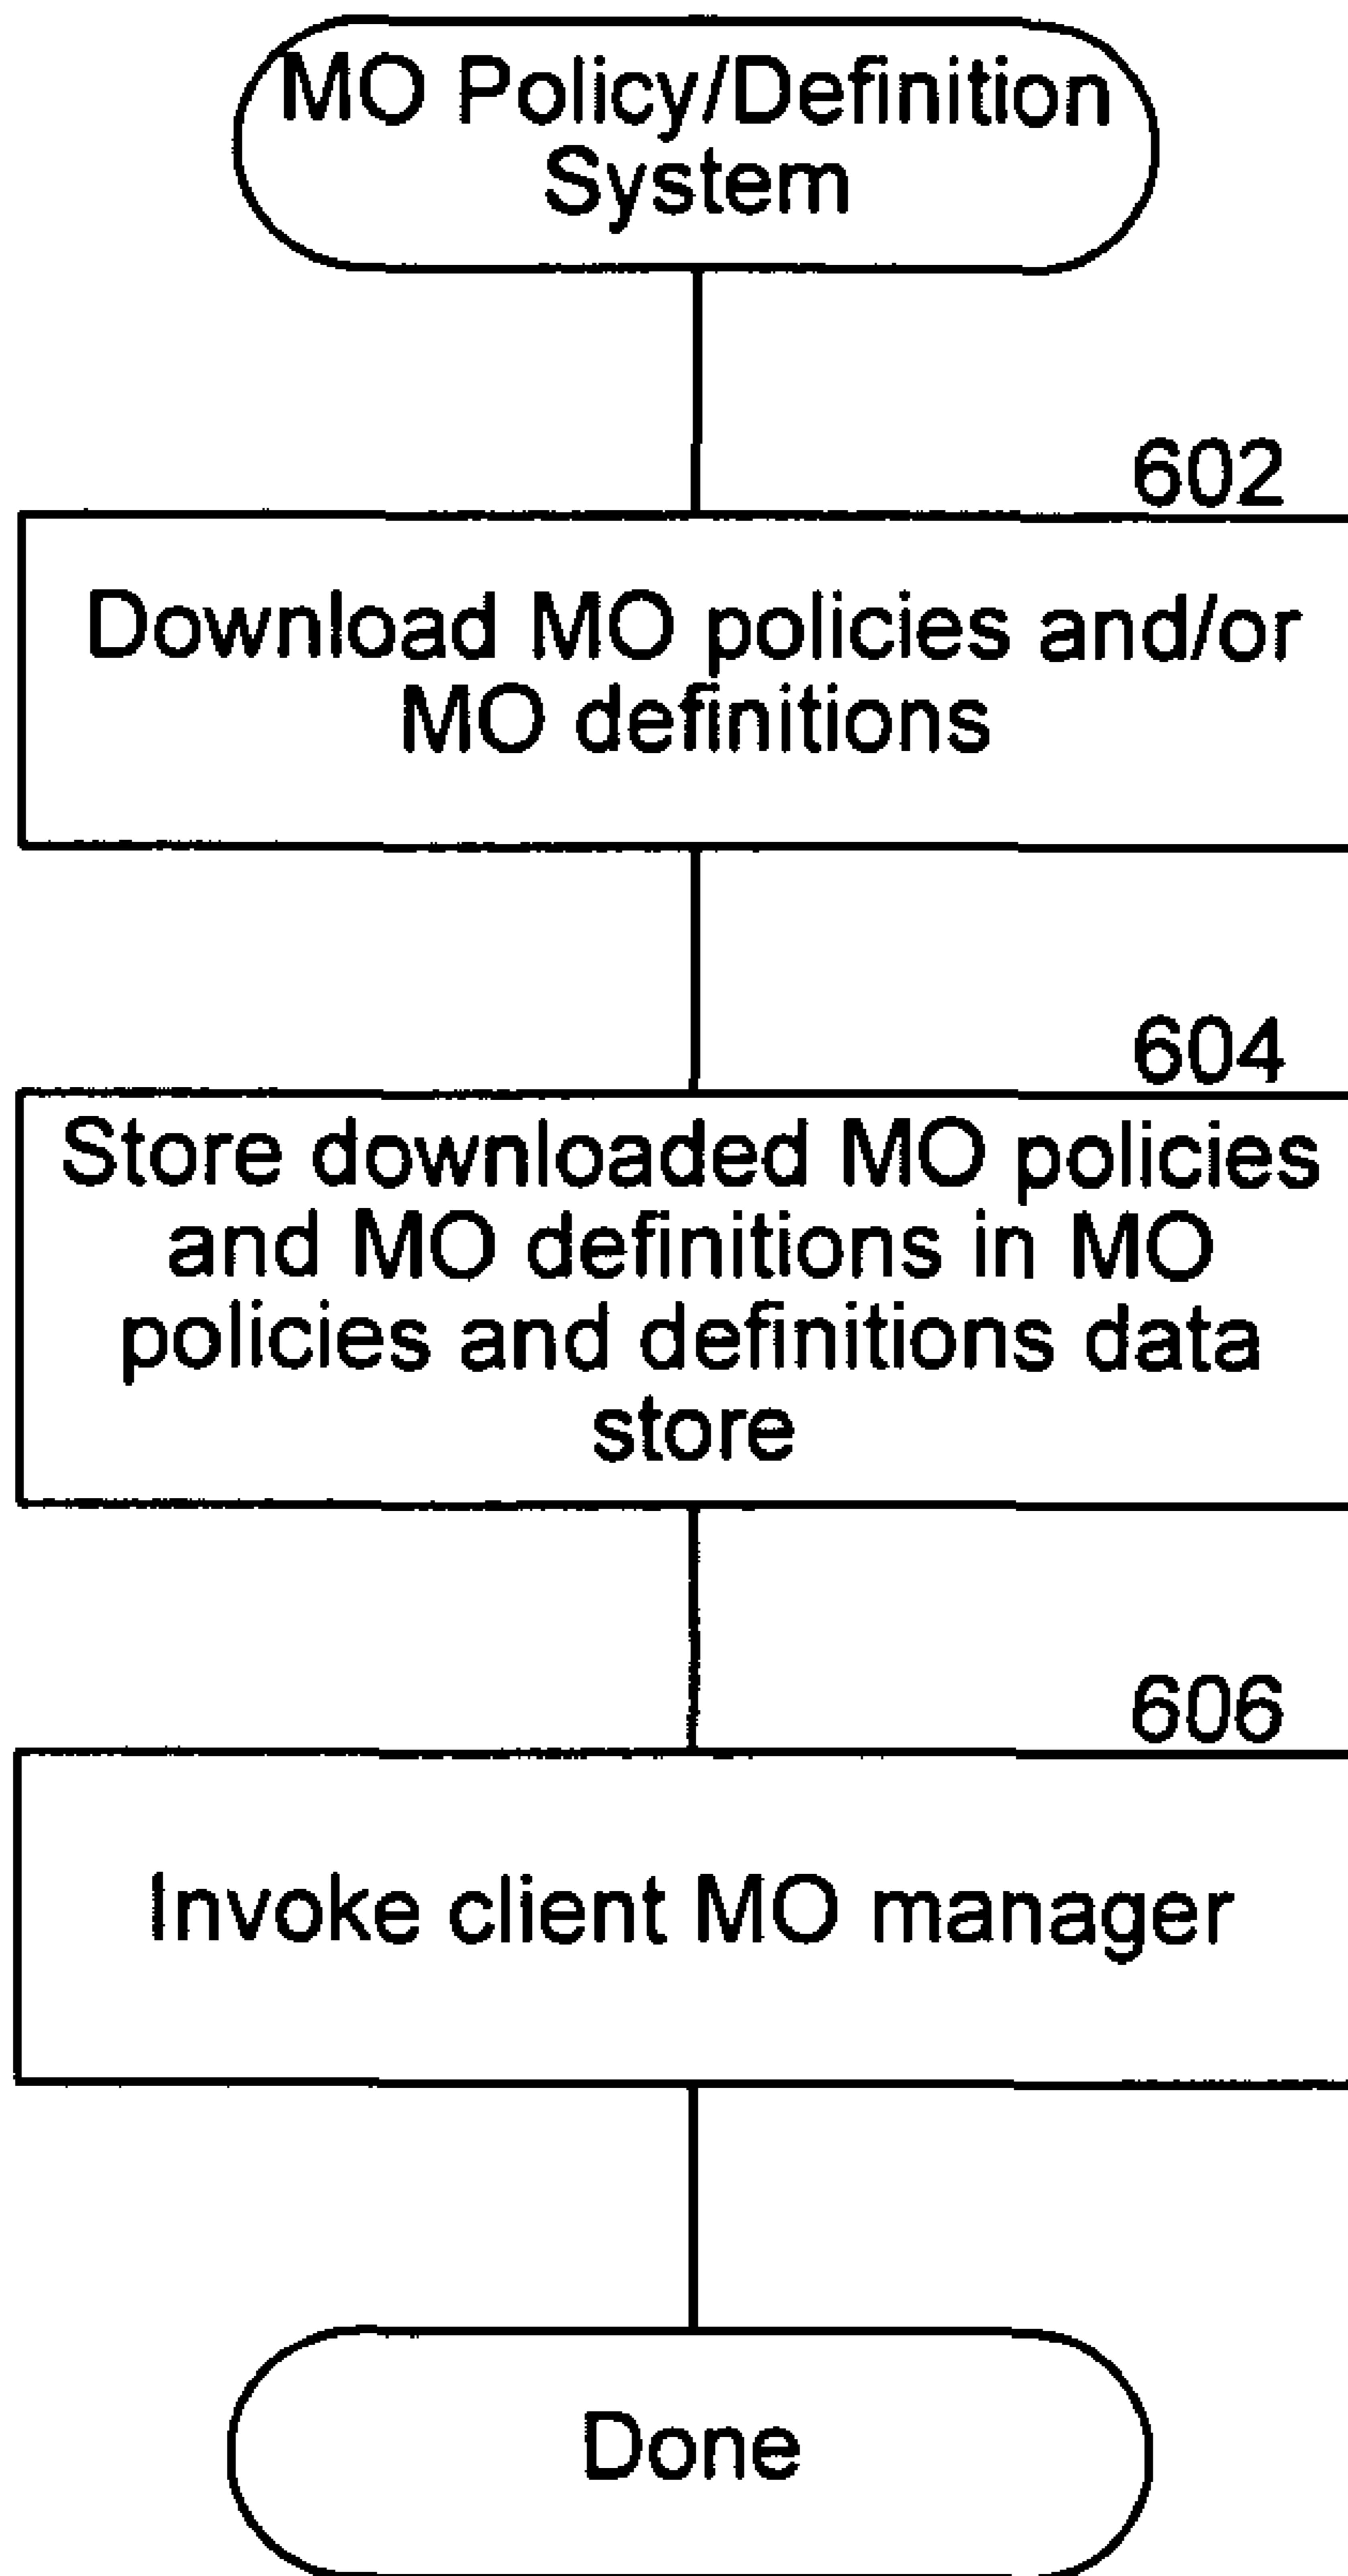 MO Policy/Definition
System
602
Download MO policies and/or
MO definitions
604
Store downloaded MO policies
and MO definitions in MO
policies and definitions data
store
606
Invoke client MO manager
Done